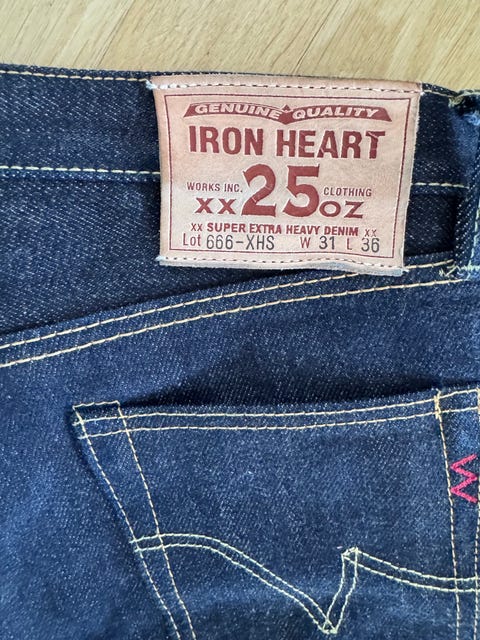 GENUINE QUALITY
IRON HEART
WORKS INC. 25 CLOTHING
XX OZ
XX SUPER EXTRA HEAVY DENIM XX
Lot 666-XHS W 31 L 36